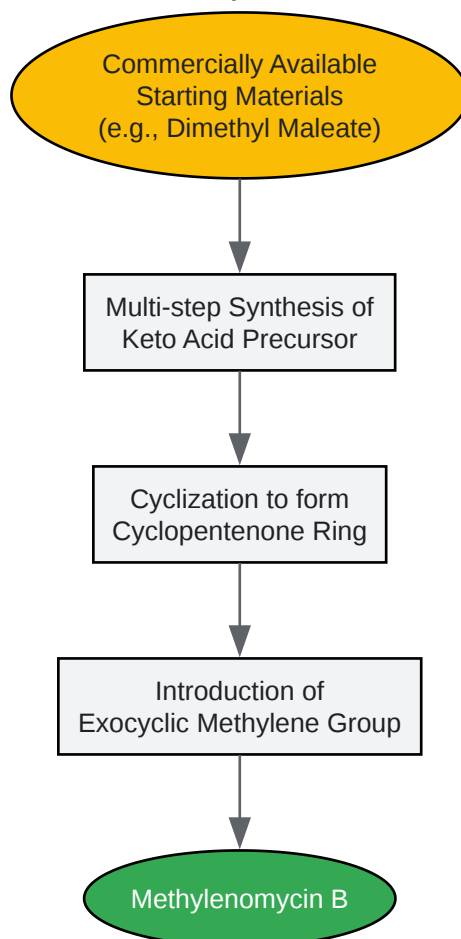 Commercially Available
Starting Materials
(e.g., Dimethyl Maleate)
Multi-step Synthesis of
Keto Acid Precursor
Cyclization to form
Cyclopentenone Ring
Introduction of
Exocyclic Methylene Group
Methylenomycin B